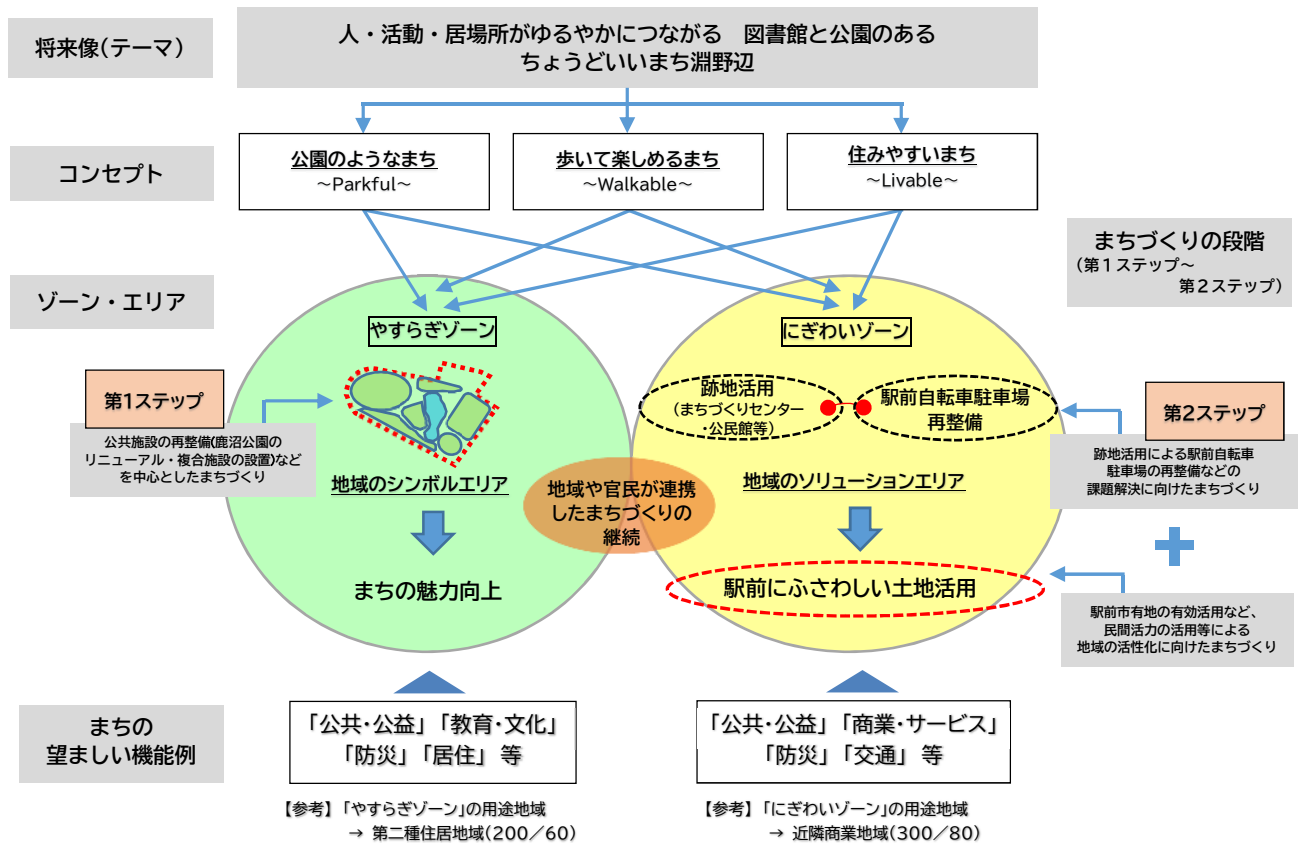 将来像(テーマ)
人・活動・居場所がゆるやかにつながる　図書館と公園のある
ちょうどいいまち淵野辺
コンセプト
公園のようなまち
～Parkful～
歩いて楽しめるまち
～Walkable～
住みやすいまち
～Livable～
まちづくりの段階
(第１ステップ～
第２ステップ)
ゾーン・エリア
やすらぎゾーン
にぎわいゾーン
第1ステップ
公共施設の再整備(鹿沼公園の
リニューアル・複合施設の設置)など
を中心としたまちづくり
地域のシンボルエリア
まちの魅力向上
地域や官民が連携
したまちづくりの
継続
跡地活用
(まちづくりセンター
・公民館等)
駅前自転車駐車場
再整備
地域のソリューションエリア
駅前にふさわしい土地活用
第2ステップ
跡地活用による駅前自転車
駐車場の再整備などの
課題解決に向けたまちづくり
駅前市有地の有効活用など、
民間活力の活用等による
地域の活性化に向けたまちづくり
まちの
望ましい機能例
「公共・公益」「教育・文化」
「防災」「居住」 等
「公共・公益」「商業・サービス」
「防災」「交通」 等
【参考】「やすらぎゾーン」の用途地域
→ 第二種住居地域(200／60)
【参考】「にぎわいゾーン」の用途地域
→ 近隣商業地域(300／80)